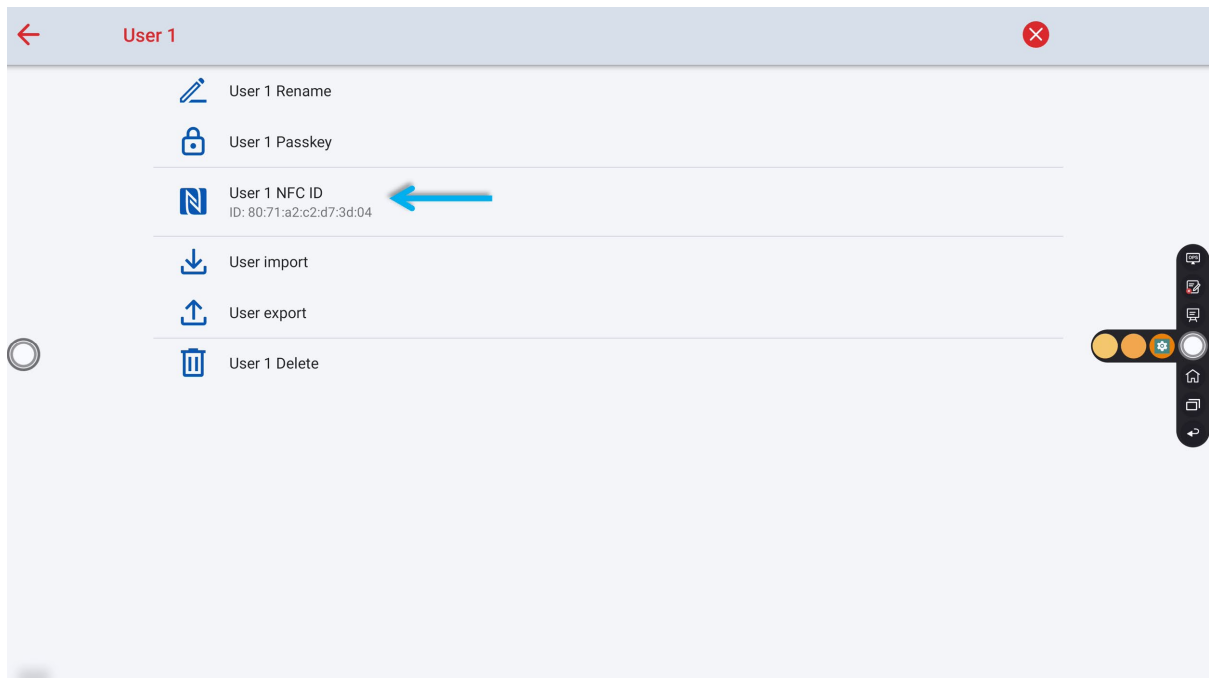 User 1
User 1 Rename
User 1 Passkey
User 1 NFC ID
ID: 80:71:a2:c2:d7:3d:04
User import
User export
User 1 Delete
OPS